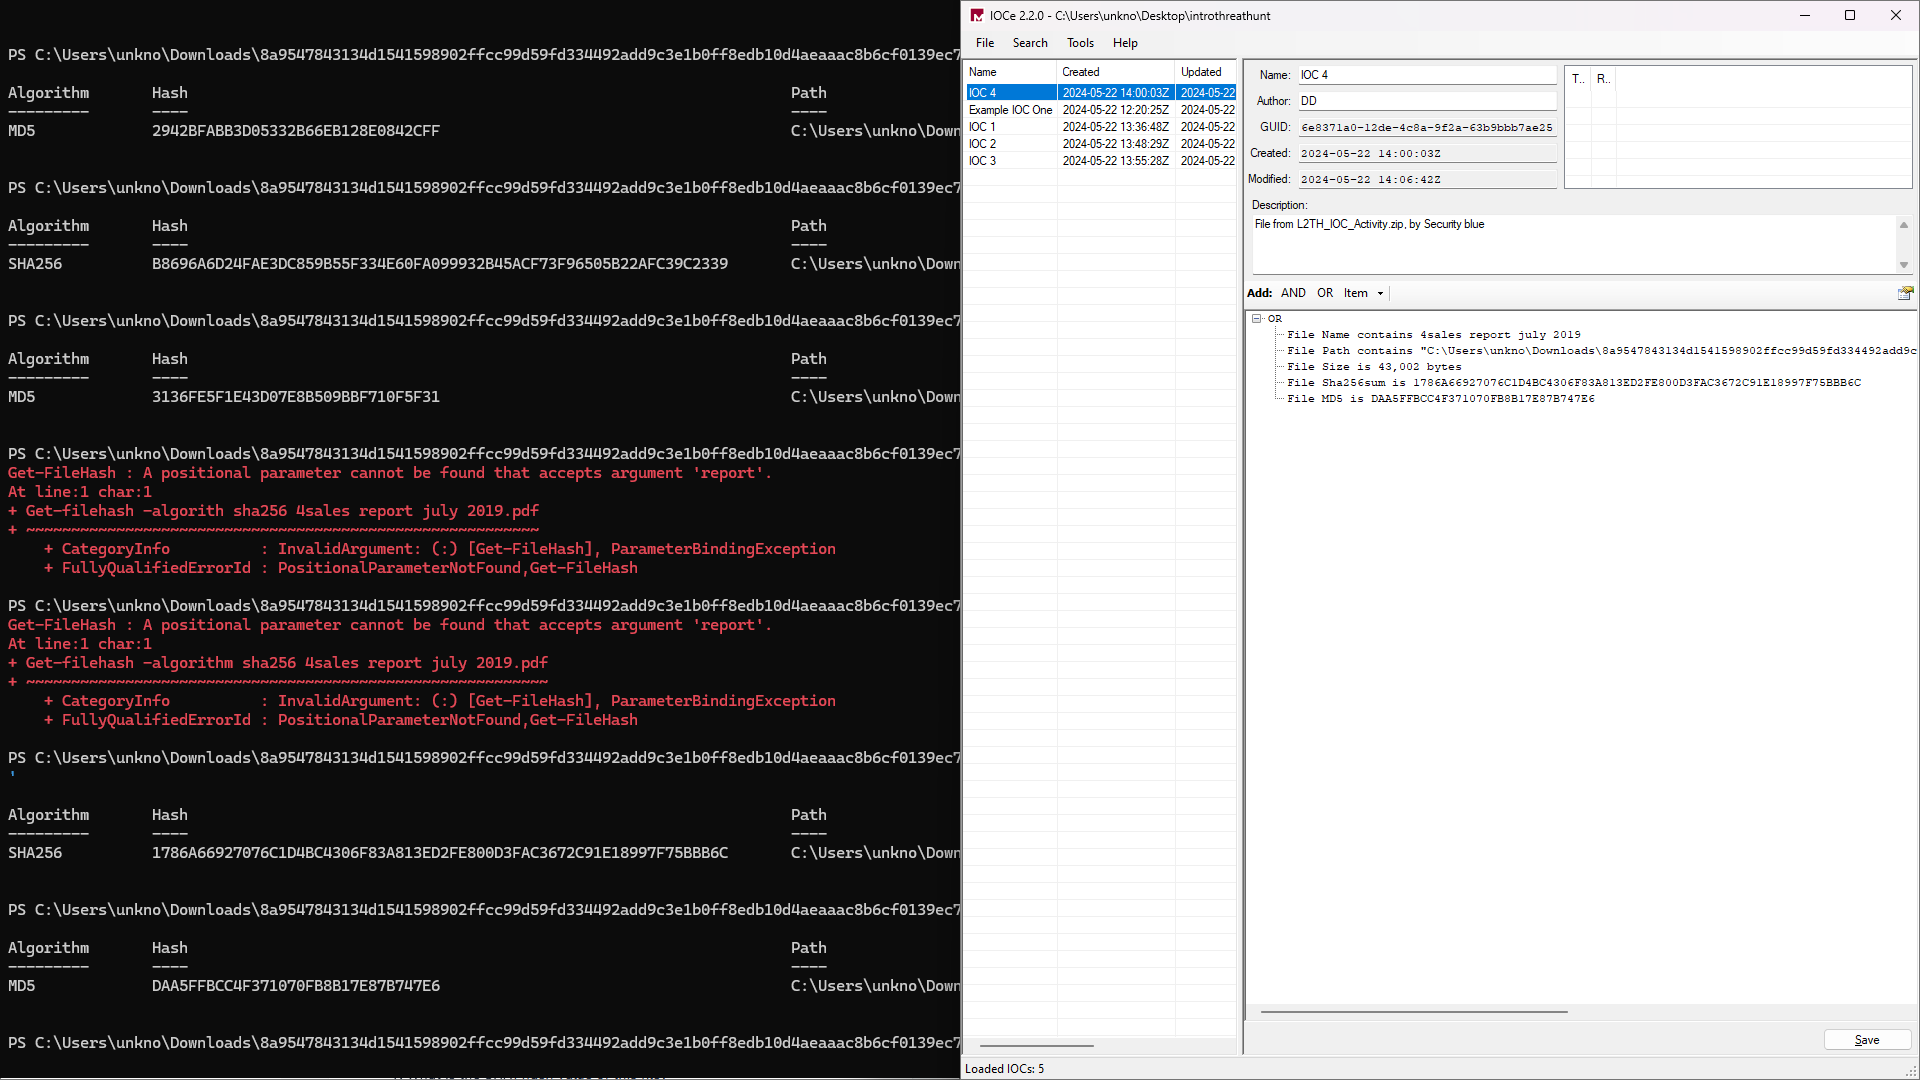 PS C:\Users\unkno\Downloads\8a9547843134d1541598902ffcc99d59fd334492add9c3e1b0ff8edb10d4aeaaac8b6cf0139ec7
Algorithm Hash Path
--------- ---- ----
MD5 2942BFABB3D05332B66EB128E0842CFF C:\Users\unkno\Down
PS C:\Users\unkno\Downloads\8a9547843134d1541598902ffcc99d59fd334492add9c3e1b0ff8edb10d4aeaaac8b6cf0139ec7
Algorithm Hash Path
--------- ---- ----
SHA256 B8696A6D24FAE3DC859B55F334E60FA099932B45ACF73F96505B22AFC39C2339 C:\Users\unkno\Down
PS C:\Users\unkno\Downloads\8a9547843134d1541598902ffcc99d59fd334492add9c3e1b0ff8edb10d4aeaaac8b6cf0139ec7
Algorithm Hash Path
--------- ---- ----
MD5 3136FE5F1E43D07E8B509BBF710F5F31 C:\Users\unkno\Down
PS C:\Users\unkno\Downloads\8a9547843134d1541598902ffcc99d59fd334492add9c3e1b0ff8edb10d4aeaaac8b6cf0139ec7
Get-FileHash : A positional parameter cannot be found that accepts argument 'report'.
At line:1 char:1
+ Get-filehash -algorith sha256 4sales report july 2019.pdf
+ ~~~~~~~~~~~~~~~~~~~~~~~~~~~~~~~~~~~~~~~~~~~~~~~~~~~~~~~~~
+ CategoryInfo : InvalidArgument: (:) [Get-FileHash], ParameterBindingException
+ FullyQualifiedErrorId : PositionalParameterNotFound,Get-FileHash
PS C:\Users\unkno\Downloads\8a9547843134d1541598902ffcc99d59fd334492add9c3e1b0ff8edb10d4aeaaac8b6cf0139ec7
Get-FileHash : A positional parameter cannot be found that accepts argument 'report'.
At line:1 char:1
+ Get-filehash -algorithm sha256 4sales report july 2019.pdf
+ ~~~~~~~~~~~~~~~~~~~~~~~~~~~~~~~~~~~~~~~~~~~~~~~~~~~~~~~~~~
+ CategoryInfo : InvalidArgument: (:) [Get-FileHash], ParameterBindingException
+ FullyQualifiedErrorId : PositionalParameterNotFound,Get-FileHash
PS C:\Users\unkno\Downloads\8a9547843134d1541598902ffcc99d59fd334492add9c3e1b0ff8edb10d4aeaaac8b6cf0139ec7
'
Algorithm Hash Path
--------- ---- ----
SHA256 1786A66927076C1D4BC4306F83A813ED2FE800D3FAC3672C91E18997F75BBB6C C:\Users\unkno\Down
PS C:\Users\unkno\Downloads\8a9547843134d1541598902ffcc99d59fd334492add9c3e1b0ff8edb10d4aeaaac8b6cf0139ec7
Algorithm Hash Path
--------- ---- ----
MD5 DAA5FFBCC4F371070FB8B17E87B747E6 C:\Users\unkno\Down
PS C:\Users\unkno\Downloads\8a9547843134d1541598902ffcc99d59fd334492add9c3e1b0ff8edb10d4aeaaac8b6cf0139ec7
IOCe 2.2.0 - C:\Users\unkno\Desktop\introthreathunt
File Search Tools Help
Name Created Updated
IOC 4 2024-05-22 14:00:03Z 2024-05-22
Example IOC One 2024-05-22 12:20:25Z 2024-05-22
IOC 1 2024-05-22 13:36:48Z 2024-05-22
IOC 2 2024-05-22 13:48:29Z 2024-05-22
IOC 3 2024-05-22 13:55:28Z 2024-05-22
Loaded IOCs: 5
Name: IOC 4
Author: DD
GUID: 6e8371a0-12de-4c8a-9f2a-63b9bbb7ae25
Created: 2024-05-22 14:00:03Z
Modified: 2024-05-22 14:06:42Z
T.. R..
Description:
File from L2TH_IOC_Activity.zip, by Security blue
Add: AND OR Item
OR
File Name contains 4sales report july 2019
File Path contains "C:\Users\unkno\Downloads\8a9547843134d1541598902ffcc99d59fd334492add9c
File Size is 43,002 bytes
File Sha256sum is 1786A66927076C1D4BC4306F83A813ED2FE800D3FAC3672C91E18997F75BBB6C
File MD5 is DAA5FFBCC4F371070FB8B17E87B747E6
Save